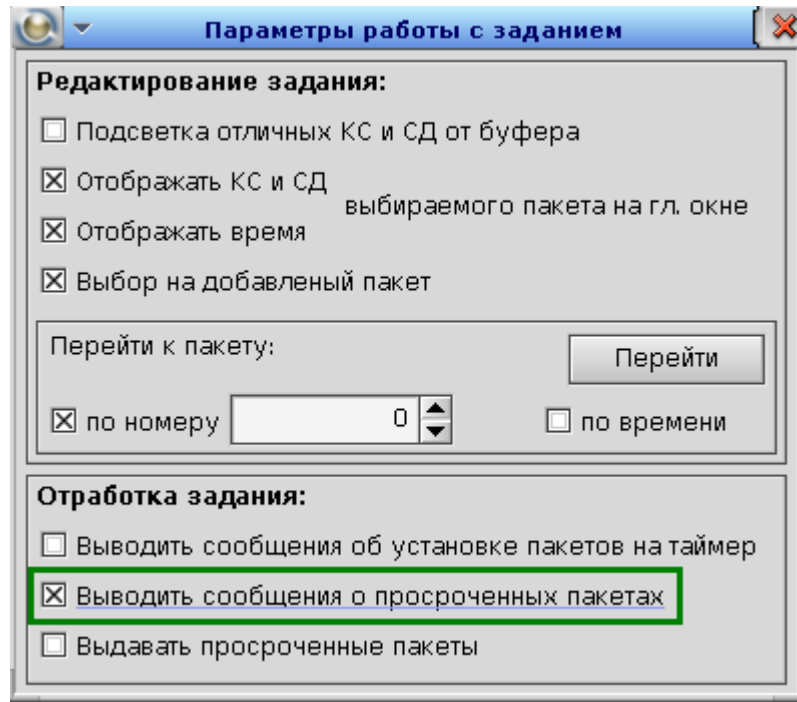 Параметры работы с заданием
Редактирование задания:
Подсветка отличных КС и СД от буфера
Отображать КС и СД
выбираемого пакета на гл. окне
Отображать время
Выбор на добавленый пакет
Перейти к пакету:
Перейти
по номеру 0 по времени
Отработка задания:
Выводить сообщения об установке пакетов на таймер
Выводить сообщения о просроченных пакетах
Выдавать просроченные пакеты